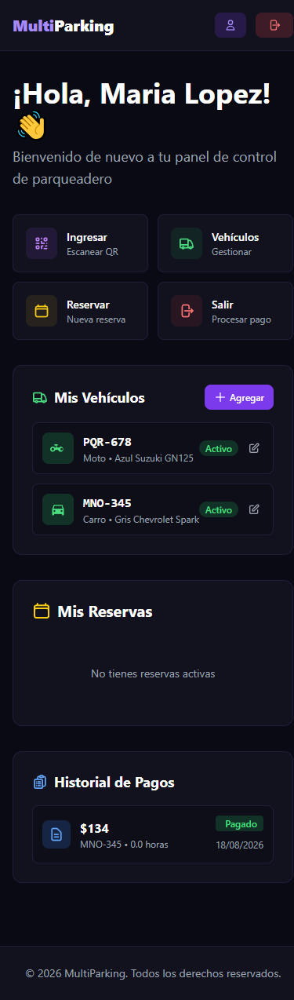 MultiParking
¡Hola, Maria Lopez!
👋
Bienvenido de nuevo a tu panel de control
de parqueadero
Ingresar
Escanear QR
Vehículos
Gestionar
Reservar
Nueva reserva
Salir
Procesar pago
Mis Vehículos
Agregar
PQR-678
Moto • Azul Suzuki GN125
Activo
MNO-345
Carro • Gris Chevrolet Spark
Activo
Mis Reservas
No tienes reservas activas
Historial de Pagos
$134
MNO-345 • 0.0 horas
Pagado
18/08/2026
© 2026 MultiParking. Todos los derechos reservados.